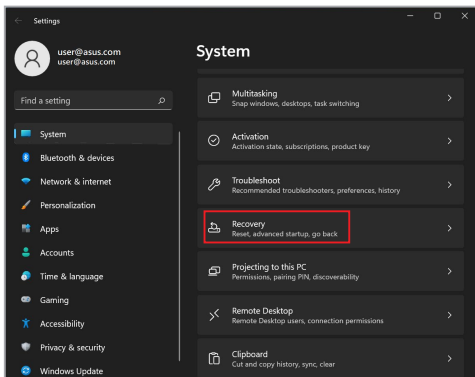 Settings
user@asus.com
user@asus.com
Find a setting
System
Bluetooth & devices
Network & internet
Personalization
Apps
Accounts
Time & language
Gaming
Accessibility
Privacy & security
Windows Update
System
Multitasking
Snap windows, desktops, task switching
Activation
Activation state, subscriptions, product key
Troubleshoot
Recommended troubleshooters, preferences, history
Recovery
Reset, advanced startup, go back
Projecting to this PC
Permissions, pairing PIN, discoverability
Remote Desktop
Remote Desktop users, connection permissions
Clipboard
Cut and copy history, sync, clear